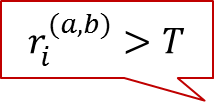 r_i^{(a,b)} > T